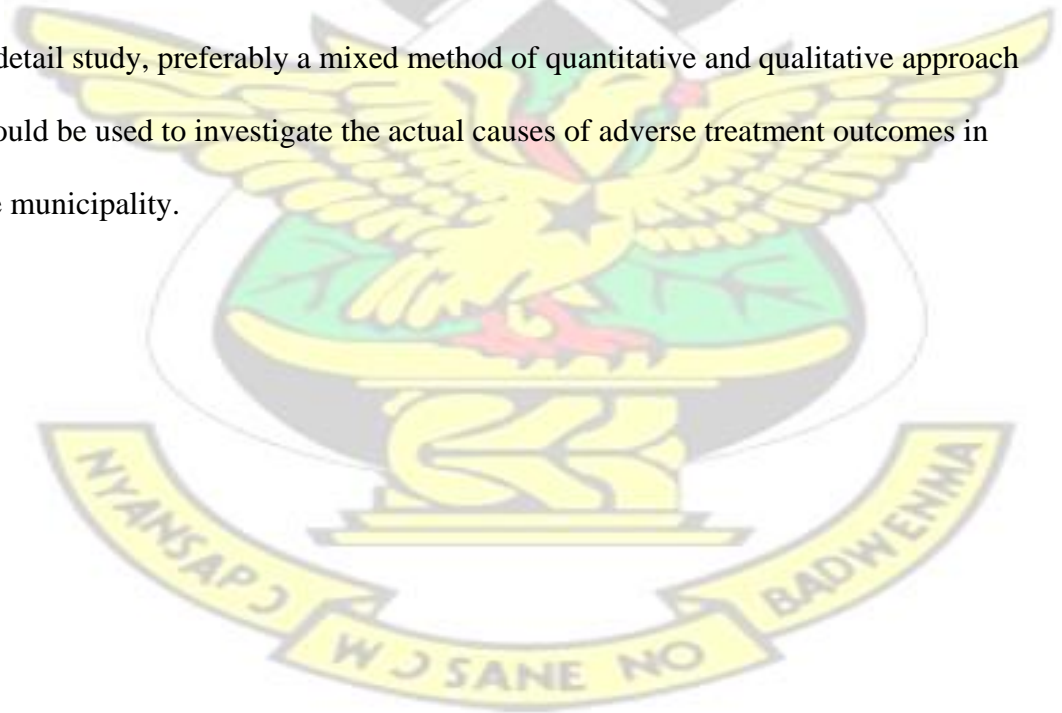 detail study, preferably a mixed method of quantitative and qualitative approach
ould be used to investigate the actual causes of adverse treatment outcomes in
municipality.
NYANSAPƆ
WƆSANE NO
BADWENMA